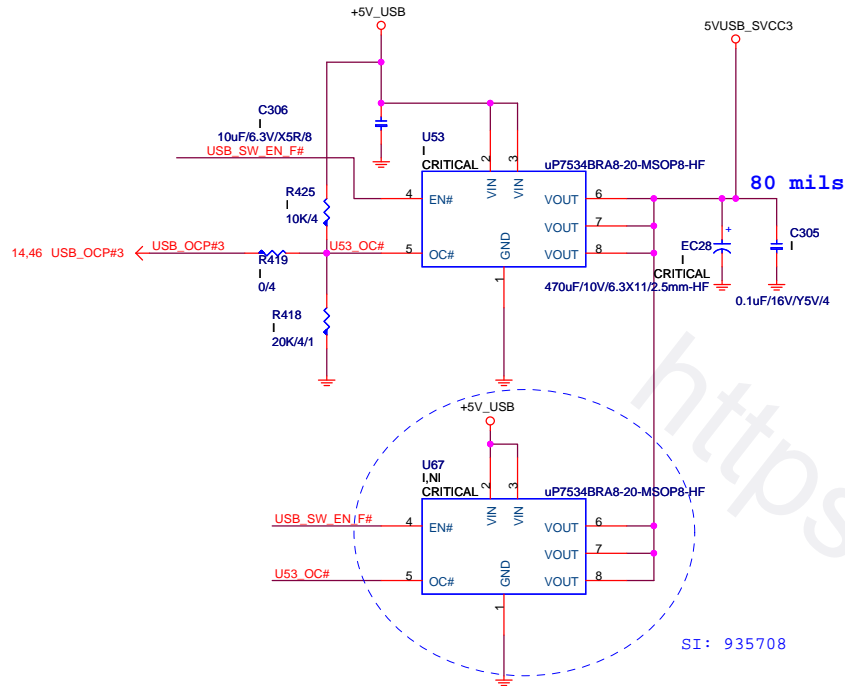 +5V_USB
5VUSB_SVCC3
C306
I
10uF/6.3V/X5R/8
USB_SW_EN_F#
U53
I
CRITICAL
uP7534BRA8-20-MSOP8-HF
2
3
VIN
VIN
4
EN#
VOUT
6
80 mils
R425
I
10K/4
VOUT
7
EC28
I
CRITICAL
470uF/10V/6.3X11/2.5mm-HF
+
C305
I
0.1uF/16V/Y5V/4
14,46 USB_OCP#3
USB_OCP#3
R419
I
0/4
U53_OC#
5
OC#
GND
VOUT
8
1
R418
I
20K/4/1
+5V_USB
U67
I,NI
CRITICAL
uP7534BRA8-20-MSOP8-HF
2
3
VIN
VIN
USB_SW_EN_F#
4
EN#
VOUT
6
VOUT
7
U53_OC#
5
OC#
GND
VOUT
8
1
SI: 935708
https